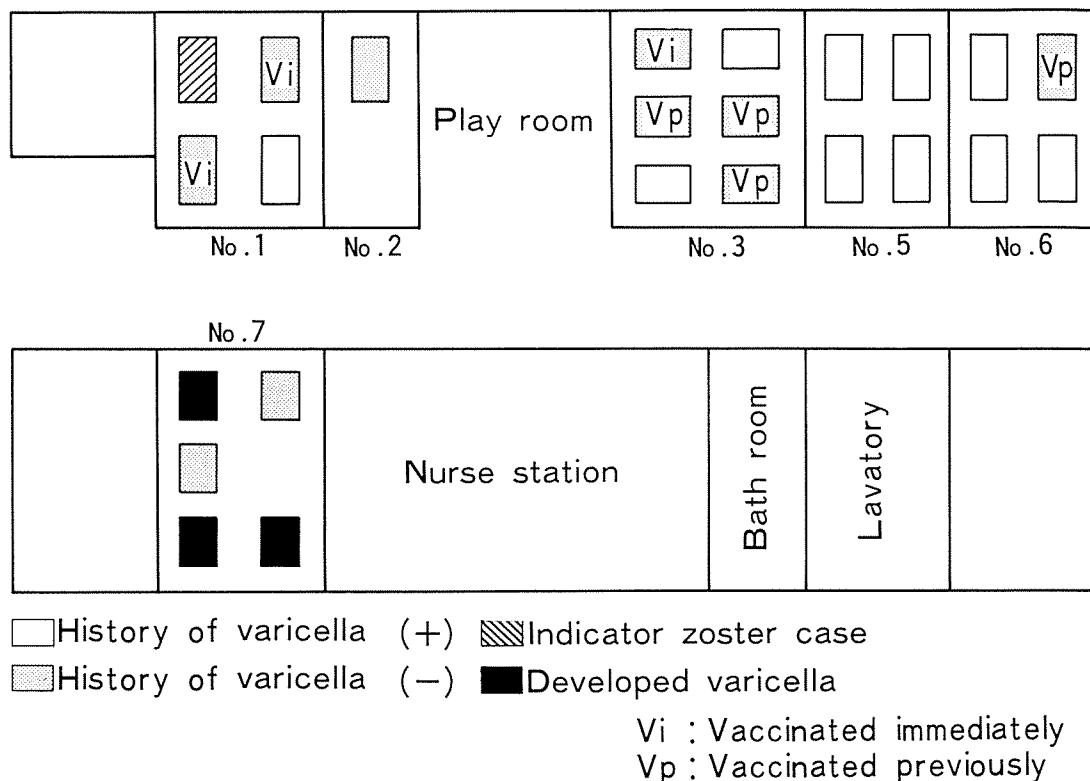 Vi
Vi
Play room
Vi
Vp Vp
Vp
Vp
No.1 No.2 No.3 No.5 No.6
No.7
Nurse station
Bath room
Lavatory
History of varicella (+) Indicator zoster case
History of varicella (−) Developed varicella
Vi : Vaccinated immediately
Vp : Vaccinated previously